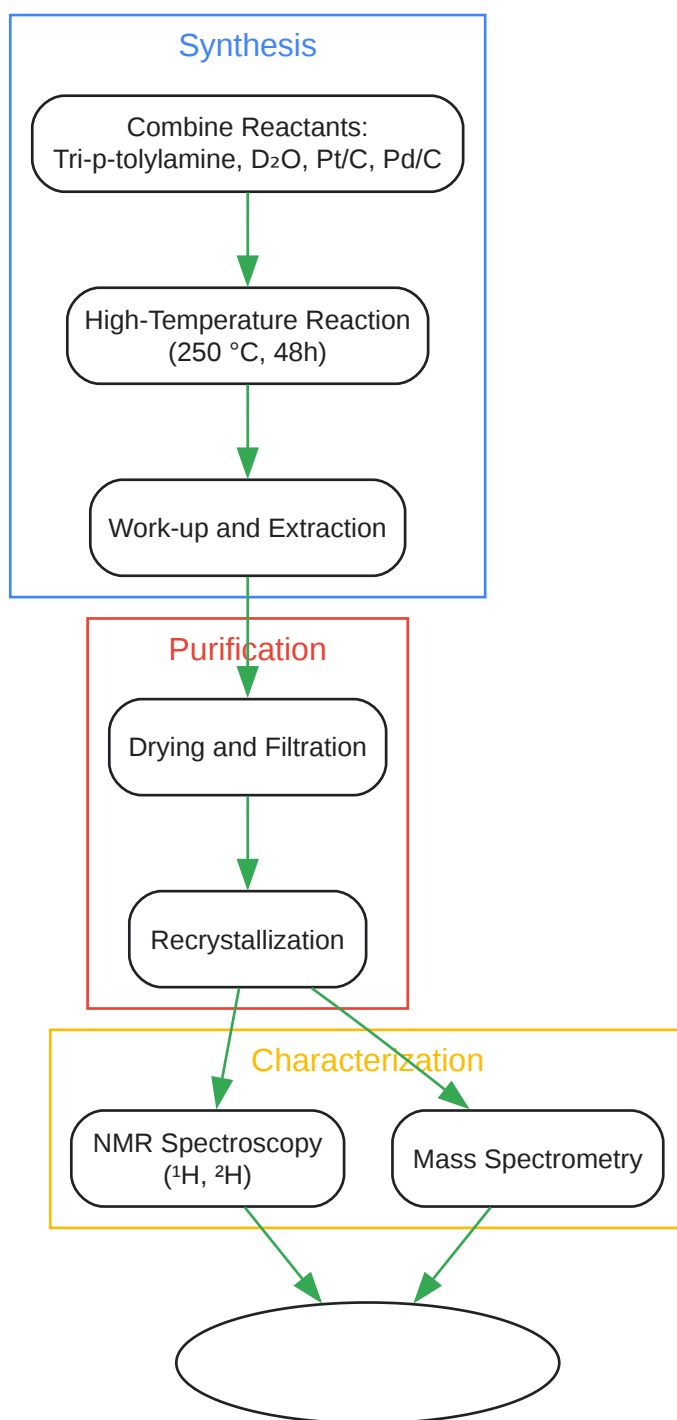 Synthesis
Combine Reactants:
Tri-p-tolylamine, D₂O, Pt/C, Pd/C
High-Temperature Reaction
(250 °C, 48h)
Work-up and Extraction
Purification
Drying and Filtration
Recrystallization
Characterization
NMR Spectroscopy
(¹H, ²H)
Mass Spectrometry